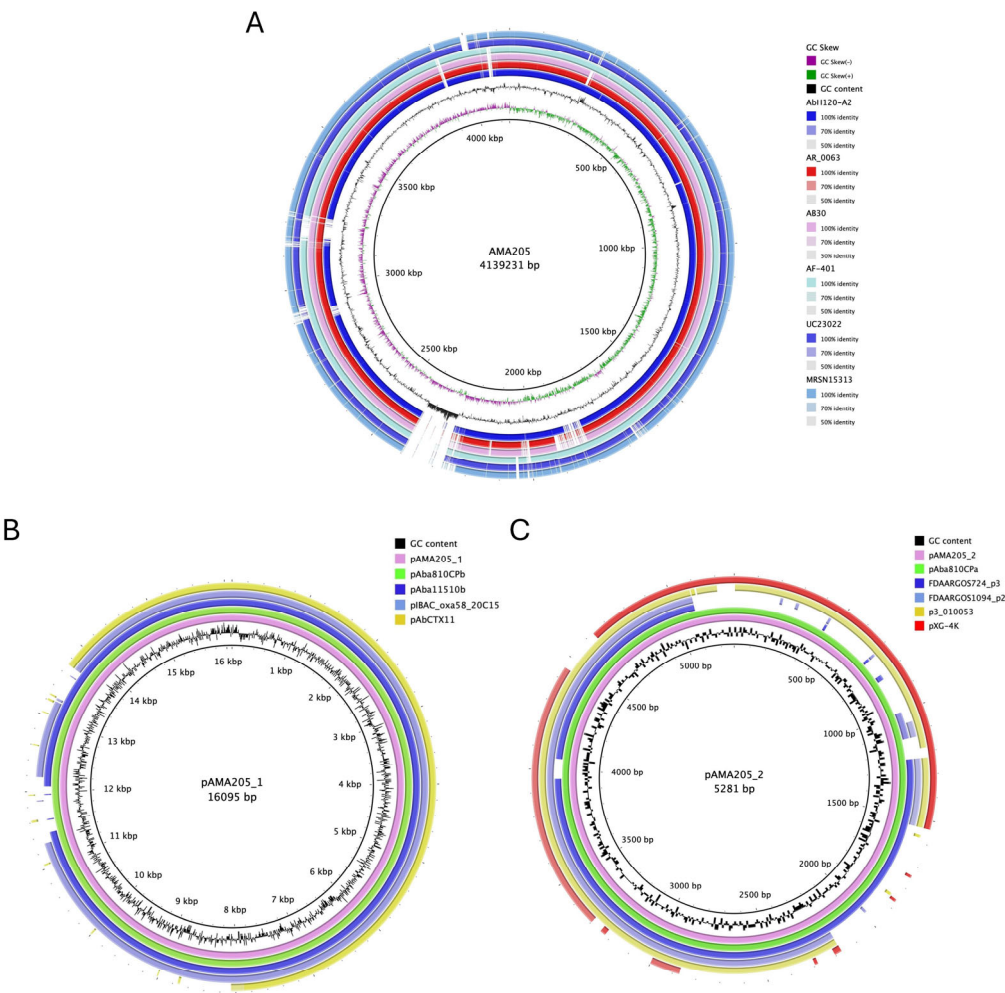 A
GC Skew
GC Skew(-)
GC Skew(+)
GC content
AbH12O-A2
100% identity
70% identity
50% identity
AR_0063
100% identity
70% identity
50% identity
AB30
100% identity
70% identity
50% identity
AF-401
100% identity
70% identity
50% identity
UC23022
100% identity
70% identity
50% identity
MRSN15313
100% identity
70% identity
50% identity
4000 kbp
500 kbp
3500 kbp
1000 kbp
AMA205
4139231 bp
3000 kbp
1500 kbp
2500 kbp
2000 kbp
B
GC content
pAMA205_1
pAba810CPb
pAba11510b
pIBAC_oxa58_20C15
pAbCTX11
16 kbp
15 kbp
1 kbp
14 kbp
2 kbp
13 kbp
3 kbp
pAMA205_1
16095 bp
12 kbp
4 kbp
11 kbp
5 kbp
10 kbp
6 kbp
9 kbp
7 kbp
8 kbp
C
GC content
pAMA205_2
pAba810CPa
FDAARGOS724_p3
FDAARGOS1094_p2
p3_010053
pXG-4K
5000 bp
500 bp
4500 bp
1000 bp
4000 bp
pAMA205_2
5281 bp
1500 bp
3500 bp
2000 bp
3000 bp
2500 bp